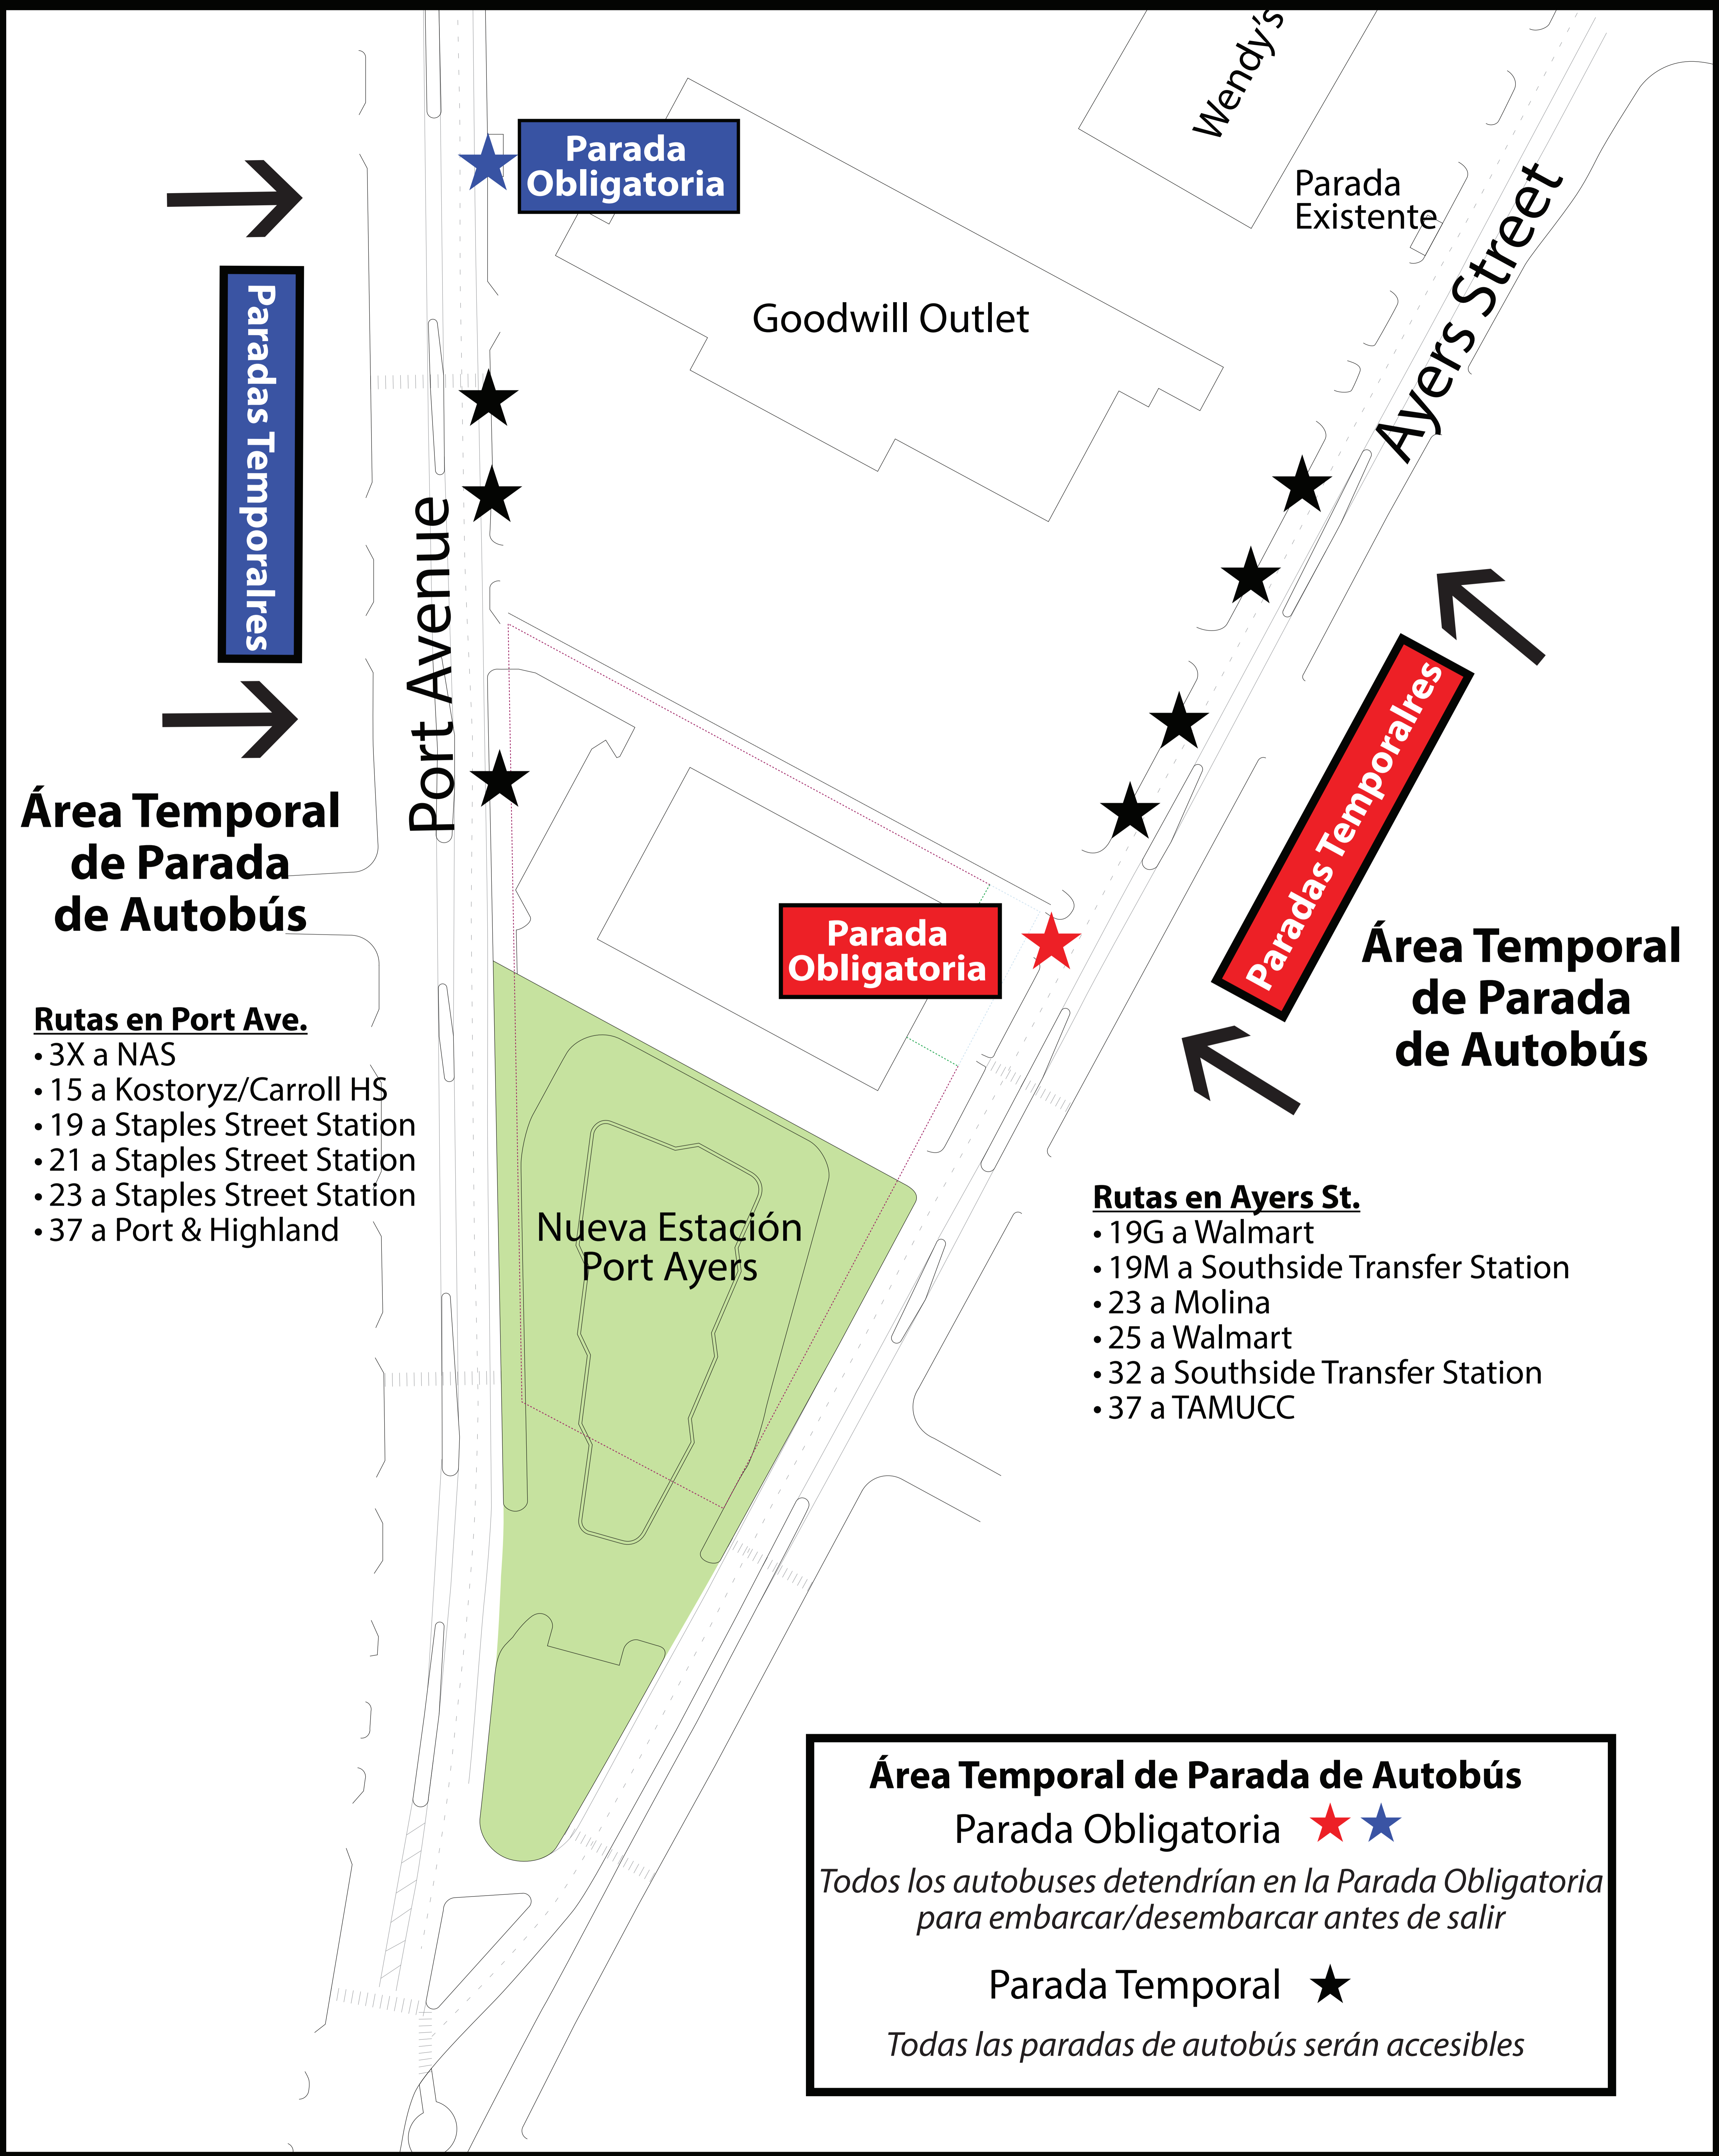 Wendy's
Parada
Obligatoria
Parada
Existente
Ayers Street
Goodwill Outlet
Paradas Temporalres
Port Avenue
Área Temporal
de Parada
de Autobús
Paradas Temporalres
Parada
Obligatoria
Área Temporal
de Parada
de Autobús
Rutas en Port Ave.
• 3X a NAS
• 15 a Kostoryz/Carroll HS
• 19 a Staples Street Station
• 21 a Staples Street Station
• 23 a Staples Street Station
• 37 a Port & Highland
Nueva Estación
Port Ayers
Rutas en Ayers St.
• 19G a Walmart
• 19M a Southside Transfer Station
• 23 a Molina
• 25 a Walmart
• 32 a Southside Transfer Station
• 37 a TAMUCC
Área Temporal de Parada de Autobús
Parada Obligatoria
Todos los autobuses detendrían en la Parada Obligatoria
para embarcar/desembarcar antes de salir
Parada Temporal
Todas las paradas de autobús serán accesibles